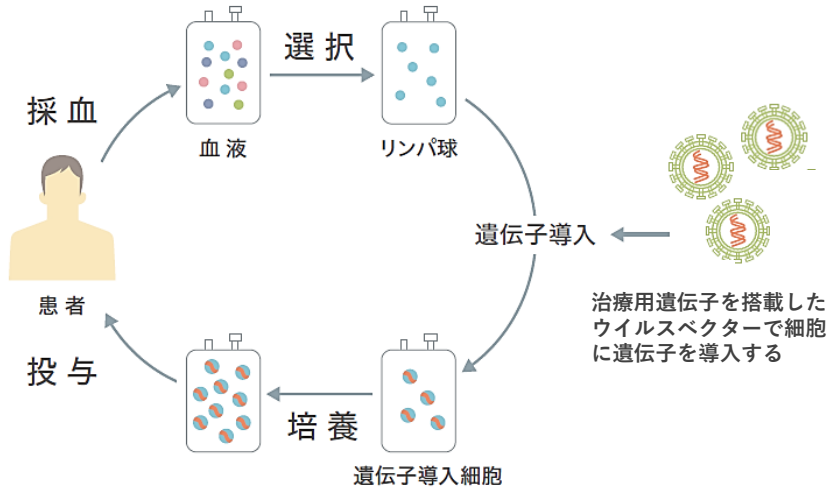 採血
血液
選択
リンパ球
遺伝子導入
治療用遺伝子を搭載した
ウイルスベクターで細胞
に遺伝子を導入する
遺伝子導入細胞
培養
投与
患者